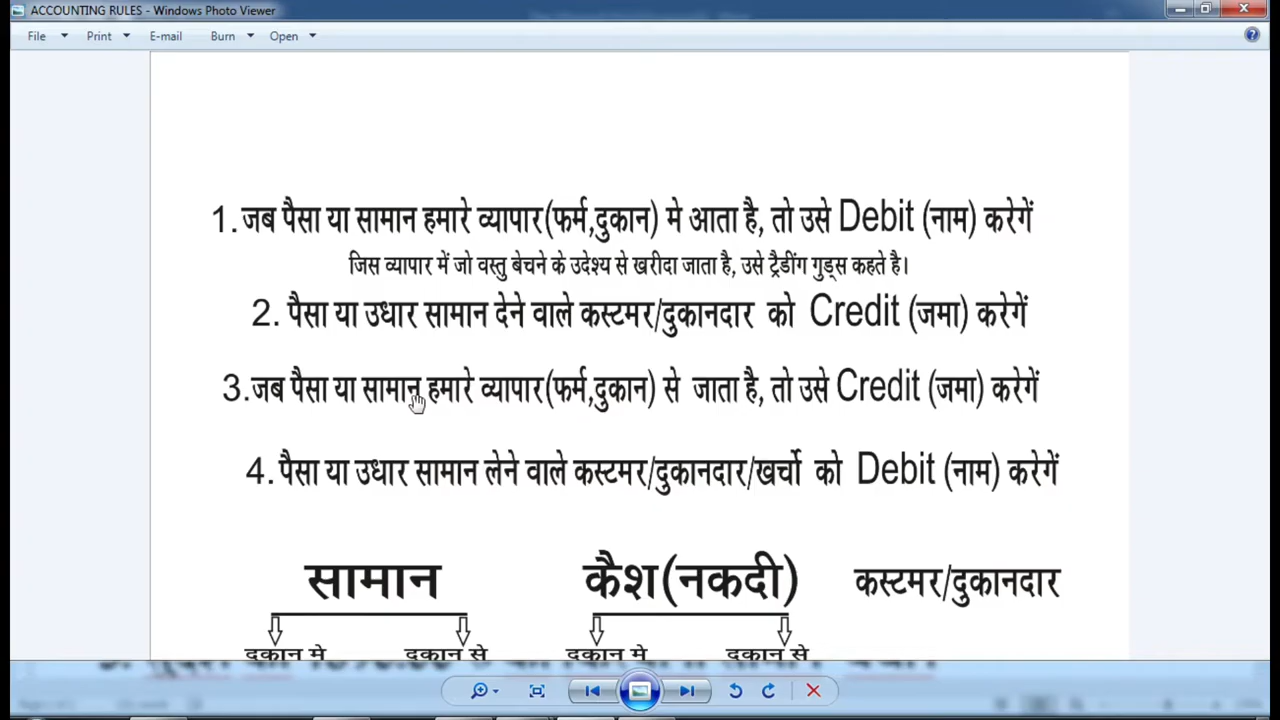 ACCOUNTING RULES - Windows Photo Viewer
File Print E-mail Burn Open
1.जब पैसा या सामान हमारे व्यापार(फर्म,दुकान) मे आता है, तो उसे Debit (नाम) करेगें
जिस व्यापार में जो वस्तु बेचने के उदेश्य से खरीदा जाता है, उसे ट्रैडींग गुड्स कहते है।
2. पैसा या उधार सामान देने वाले कस्टमर/दुकानदार को Credit (जमा) करेगें
3.जब पैसा या सामान हमारे व्यापार(फर्म,दुकान) से जाता है, तो उसे Credit (जमा) करेगें
4.पैसा या उधार सामान लेने वाले कस्टमर/दुकानदार/खर्चो को Debit (नाम) करेगें
सामान कैश(नकदी) कस्टमर/दुकानदार
दुकान मे दुकान से दुकान मे दुकान से